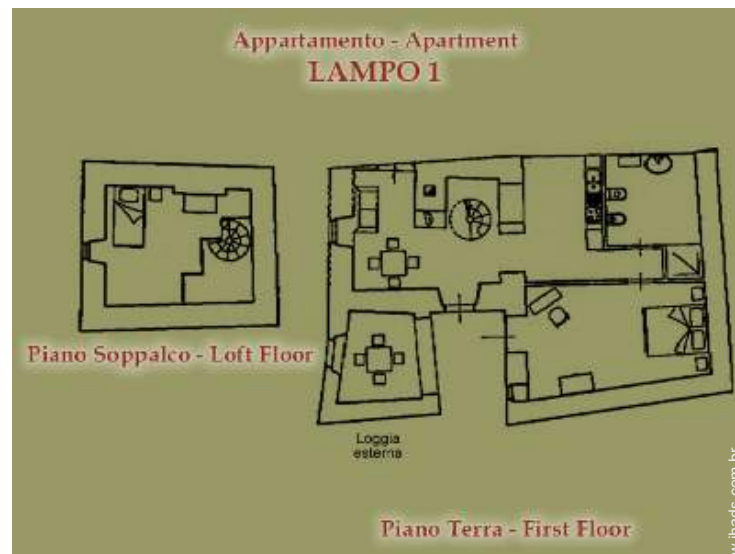 Appartamento - Apartment
LAMPO 1
Piano Soppalco - Loft Floor
Loggia
esterna
Piano Terra - First Floor